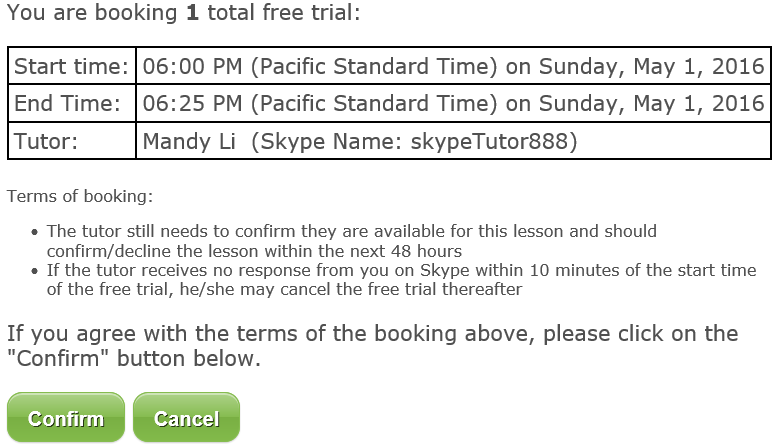 You are booking 1 total free trial:
Start time: 06:00 PM (Pacific Standard Time) on Sunday, May 1, 2016
End Time: 06:25 PM (Pacific Standard Time) on Sunday, May 1, 2016
Tutor: Mandy Li (Skype Name: skypeTutor888)
Terms of booking:
• The tutor still needs to confirm they are available for this lesson and should
confirm/decline the lesson within the next 48 hours
• If the tutor receives no response from you on Skype within 10 minutes of the start time
of the free trial, he/she may cancel the free trial thereafter
If you agree with the terms of the booking above, please click on the
"Confirm" button below.
Confirm Cancel